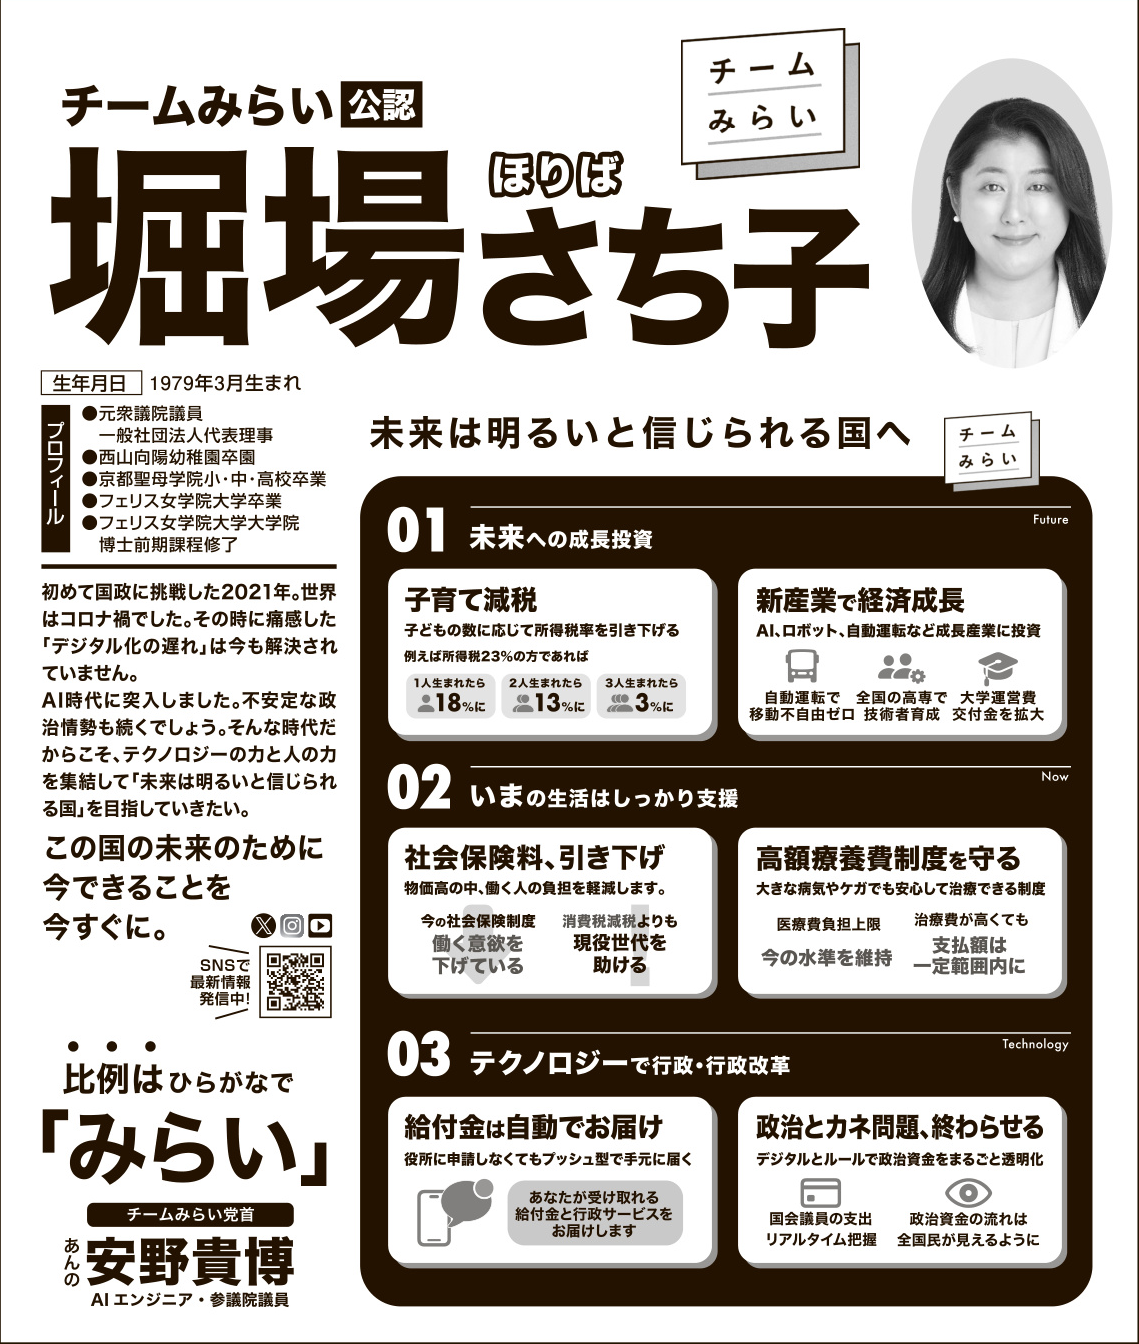 チームみらい 公認
チーム
みらい
ほりば
堀場さち子
生年月日 1979年3月生まれ
プロフィール
●元衆議院議員
一般社団法人代表理事
●西山向陽幼稚園卒園
●京都聖母学院小・中・高校卒業
●フェリス女学院大学卒業
●フェリス女学院大学大学院
博士前期課程修了
初めて国政に挑戦した2021年。世界
はコロナ禍でした。その時に痛感した
「デジタル化の遅れ」は今も解決され
ていません。
AI時代に突入しました。不安定な政
治情勢も続くでしょう。そんな時代だ
からこそ、テクノロジーの力と人の力
を集結して「未来は明るいと信じられ
る国」を目指していきたい。
この国の未来のために
今できることを
今すぐに。
SNSで
最新情報
発信中!
比例はひらがなで
「みらい」
チームみらい党首
あんの
安野貴博
AI エンジニア・参議院議員
未来は明るいと信じられる国へ
チーム
みらい
01 未来への成長投資
Future
子育て減税
子どもの数に応じて所得税率を引き下げる
例えば所得税23%の方であれば
1人生まれたら 2人生まれたら 3人生まれたら
18%に 13%に 3%に
新産業で経済成長
AI、ロボット、自動運転など成長産業に投資
自動運転で 全国の高専で 大学運営費
移動不自由ゼロ 技術者育成 交付金を拡大
02 いまの生活はしっかり支援
Now
社会保険料、引き下げ
物価高の中、働く人の負担を軽減します。
今の社会保険制度 消費税減税よりも
働く意欲を 現役世代を
下げている 助ける
高額療養費制度を守る
大きな病気やケガでも安心して治療できる制度
医療費負担上限 治療費が高くても
今の水準を維持 支払額は
一定範囲内に
03 テクノロジーで行政・行政改革
Technology
給付金は自動でお届け
役所に申請しなくてもプッシュ型で手元に届く
あなたが受け取れる
給付金と行政サービスを
お届けします
政治とカネ問題、終わらせる
デジタルとルールで政治資金をまるごと透明化
国会議員の支出 政治資金の流れは
リアルタイム把握 全国民が見えるように